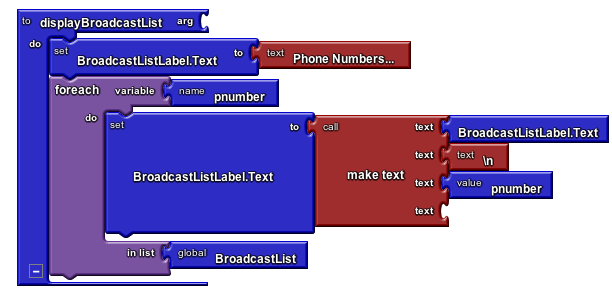 to displayBroadcastList arg
do set BroadcastListLabel.Text to text Phone Numbers...
foreach variable name pnumber
do set BroadcastListLabel.Text to call make text text BroadcastListLabel.Text
text text \n
text value pnumber
text
in list global BroadcastList